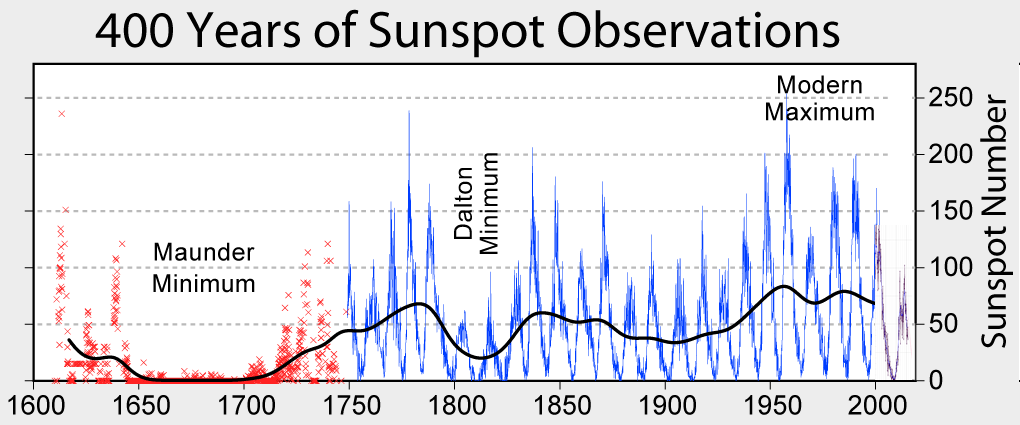 400 Years of Sunspot Observations
Modern
Maximum
Dalton
Minimum
Maunder
Minimum
250
200
150
100
50
0
Sunspot Number
1600
1650
1700
1750
1800
1850
1900
1950
2000